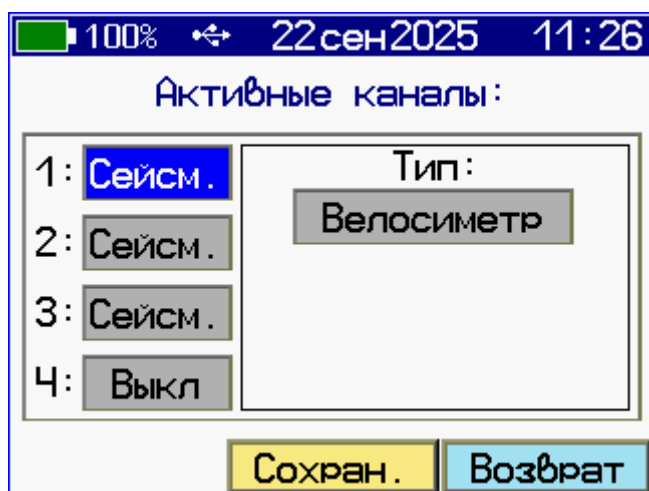 100% 22сен2025 11:26
Активные каналы:
1: Сейсм.
2: Сейсм.
3: Сейсм.
4: Выкл
Тип:
Велосиметр
Сохран. Возврат